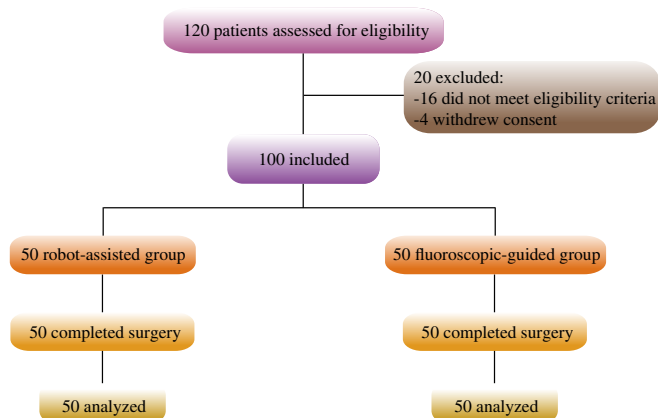 120 patients assessed for eligibility
20 excluded:
-16 did not meet eligibility criteria
-4 withdrew consent
100 included
50 robot-assisted group
50 fluoroscopic-guided group
50 completed surgery
50 completed surgery
50 analyzed
50 analyzed